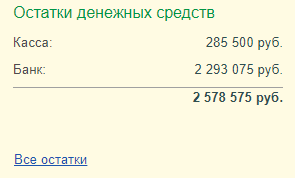 Остатки денежных средств
Касса: 285 500 руб.
Банк: 2 293 075 руб.
2 578 575 руб.
Все остатки